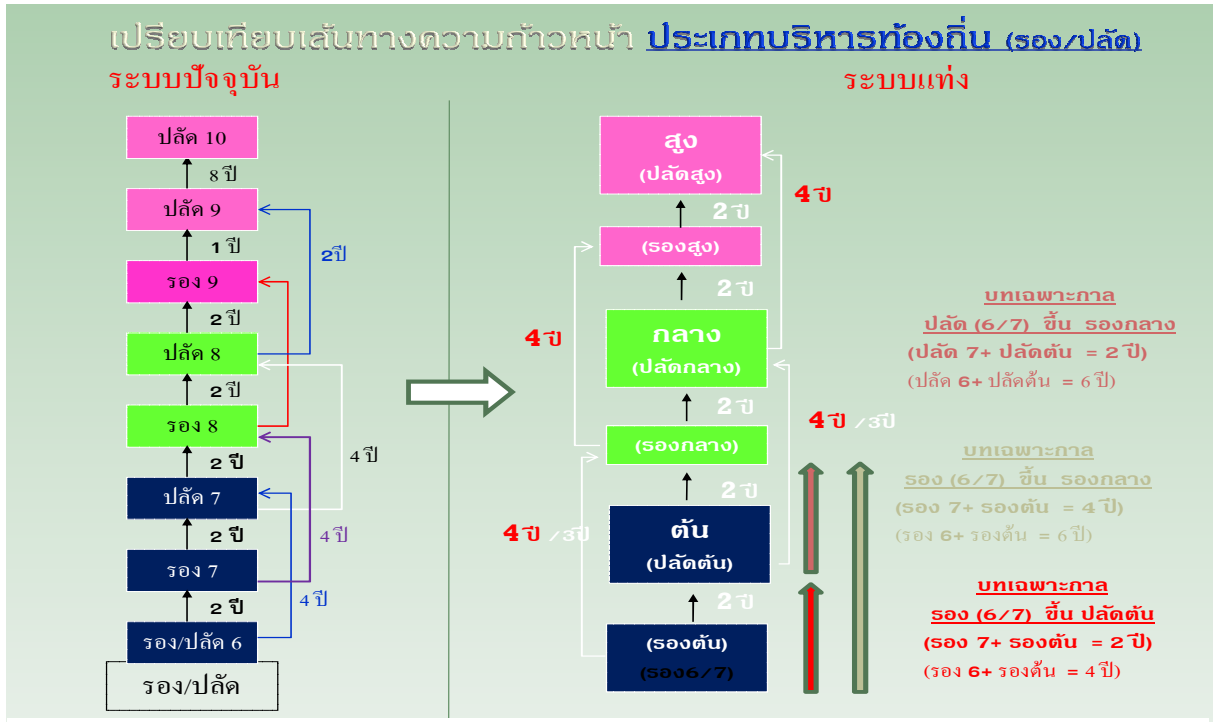 เปรียบเทียบเส้นทางความก้าวหน้า ประเภทบริหารท้องถิ่น (รอง/ปลัด)
ระบบปัจจุบัน
ปลัด 10
8 ปี
ปลัด 9
1 ปี
2ปี
รอง 9
2 ปี
ปลัด 8
2 ปี
รอง 8
2 ปี
4 ปี
ปลัด 7
2 ปี
4 ปี
รอง 7
2 ปี
4 ปี
รอง/ปลัด 6
รอง/ปลัด
ระบบแท่ง
สูง
(ปลัดสูง)
4 ปี
2 ปี
(รองสูง)
2 ปี
4 ปี
กลาง
(ปลัดกลาง)
2 ปี
4 ปี /3ปี
(รองกลาง)
2 ปี
4 ปี /3ปี
ต้น
(ปลัดต้น)
2 ปี
(รองต้น)
(รอง6/7)
บทเฉพาะกาล
ปลัด (6/7) ขึ้น รองกลาง
(ปลัด 7+ ปลัดต้น = 2 ปี)
(ปลัด 6+ ปลัดต้น = 6 ปี)
บทเฉพาะกาล
รอง (6/7) ขึ้น รองกลาง
(รอง 7+ รองต้น = 4 ปี)
(รอง 6+ รองต้น = 6 ปี)
บทเฉพาะกาล
รอง (6/7) ขึ้น ปลัดต้น
(รอง 7+ รองต้น = 2 ปี)
(รอง 6+ รองต้น = 4 ปี)